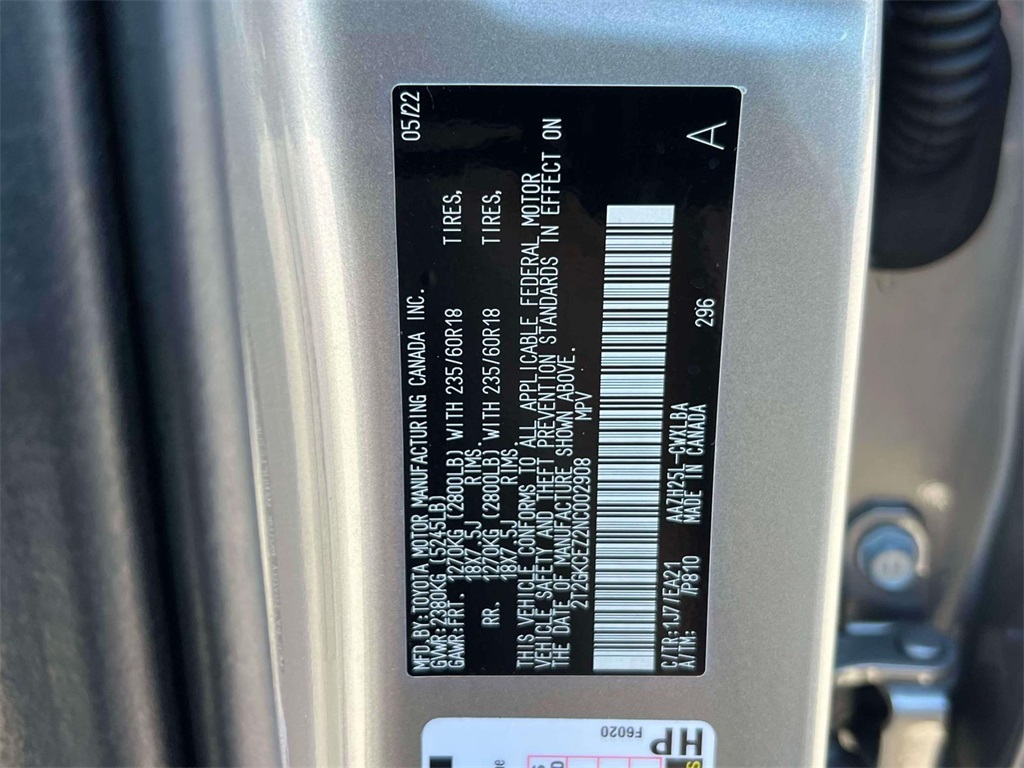 MFD.BY:TOYOTA MOTOR MANUFACTURING CANADA INC. 05/22
GVWR:2380KG (5245LB)
GAWR:FRT. 1270KG (2800LB) WITH 235/60R18 TIRES,
18X7.5J RIMS,
RR. 1270KG (2800LB) WITH 235/60R18 TIRES,
18X7.5J RIMS,
THIS VEHICLE CONFORMS TO ALL APPLICABLE FEDERAL MOTOR
VEHICLE SAFETY AND THEFT PREVENTION STANDARDS IN EFFECT ON
THE DATE OF MANUFACTURE SHOWN ABOVE.
2T2GKCEZ2NC002908 MPV
C/TR:1J7/EA21 AAZH25L-CWZLBA 296 A
A/TM: /P810 MADE IN CANADA
F6020
HP